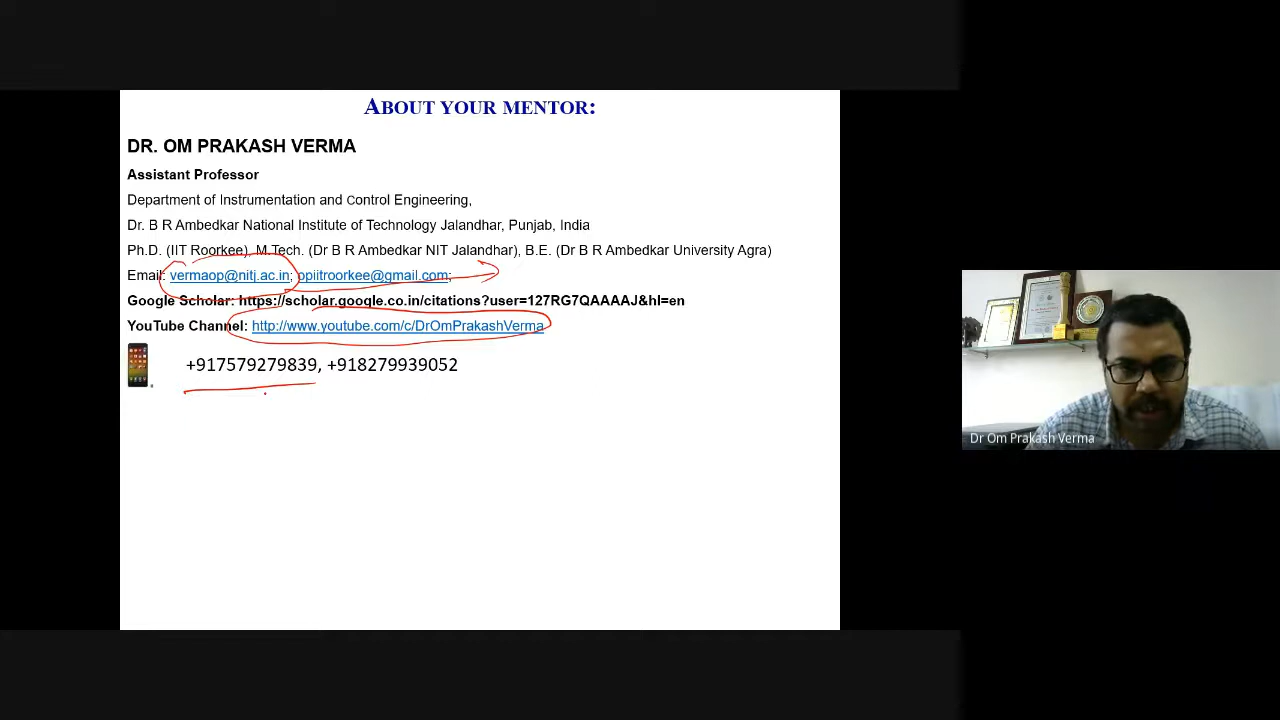 ABOUT YOUR MENTOR:
DR. OM PRAKASH VERMA
Assistant Professor
Department of Instrumentation and Control Engineering,
Dr. B R Ambedkar National Institute of Technology Jalandhar, Punjab, India
Ph.D. (IIT Roorkee), M.Tech. (Dr B R Ambedkar NIT Jalandhar), B.E. (Dr B R Ambedkar University Agra)
Email: vermaop@nitj.ac.in; opiitroorkee@gmail.com;
Google Scholar: https://scholar.google.co.in/citations?user=127RG7QAAAAJ&hl=en
YouTube Channel: http://www.youtube.com/c/DrOmPrakashVerma
+917579279839, +918279939052
Dr Om Prakash Verma